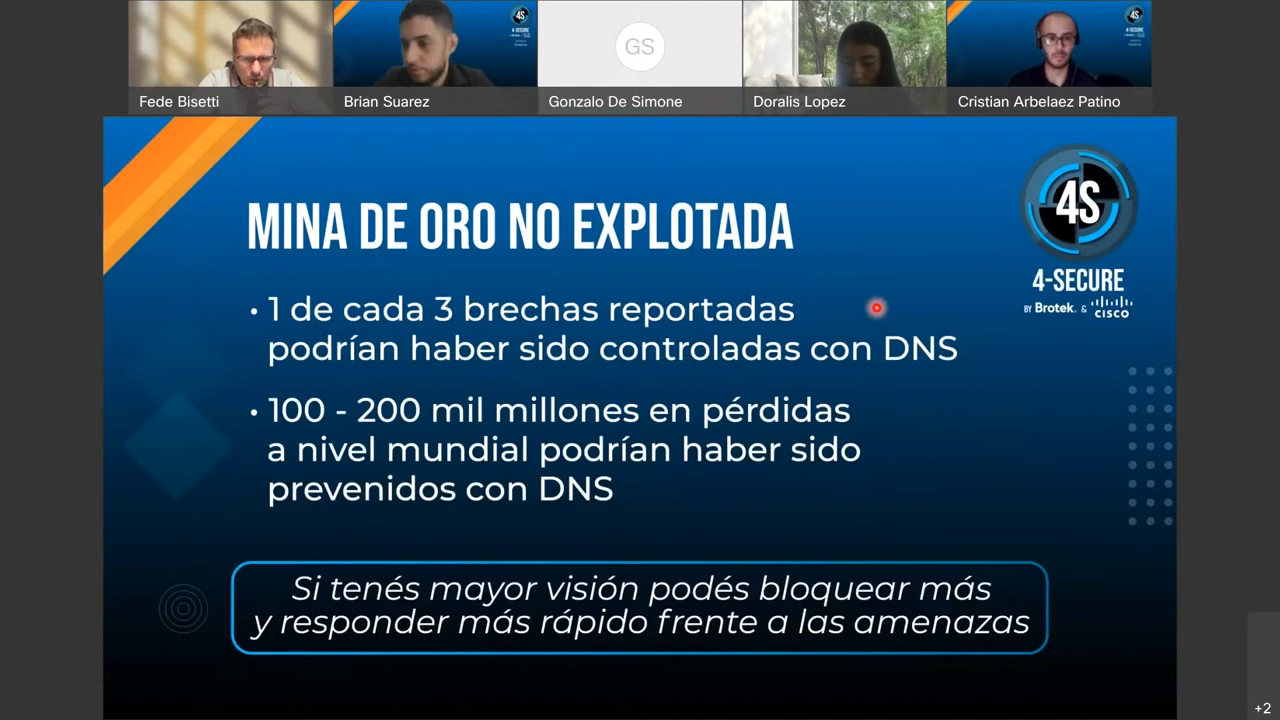 GS
Fede Bisetti
Brian Suarez
Gonzalo De Simone
Doralis Lopez
Cristian Arbelaez Patino
4S
4-SECURE
BY Brotek & CISCO
MINA DE ORO NO EXPLOTADA
• 1 de cada 3 brechas reportadas
podrían haber sido controladas con DNS
• 100 - 200 mil millones en pérdidas
a nivel mundial podrían haber sido
prevenidos con DNS
Si tenés mayor visión podés bloquear más
y responder más rápido frente a las amenazas
+2